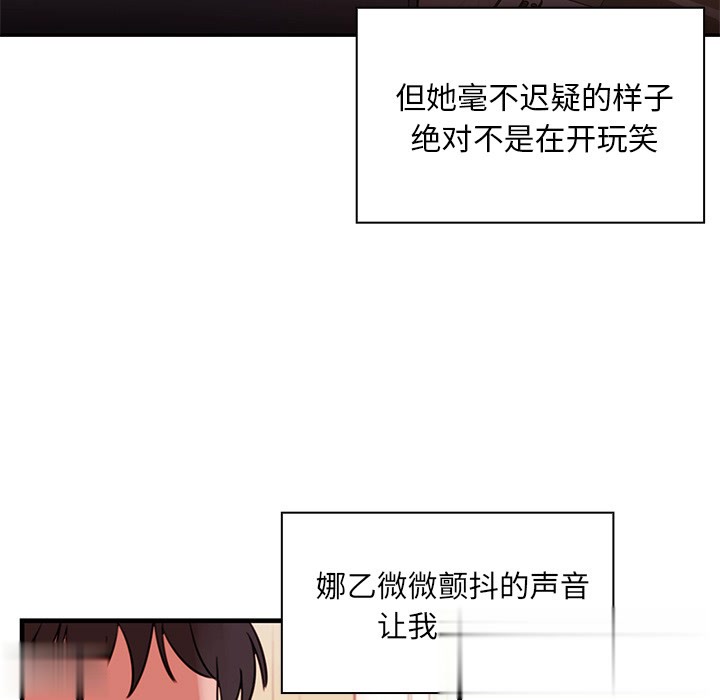 但她毫不迟疑的样子
绝对不是在开玩笑
娜乙微微颤抖的声音
让我